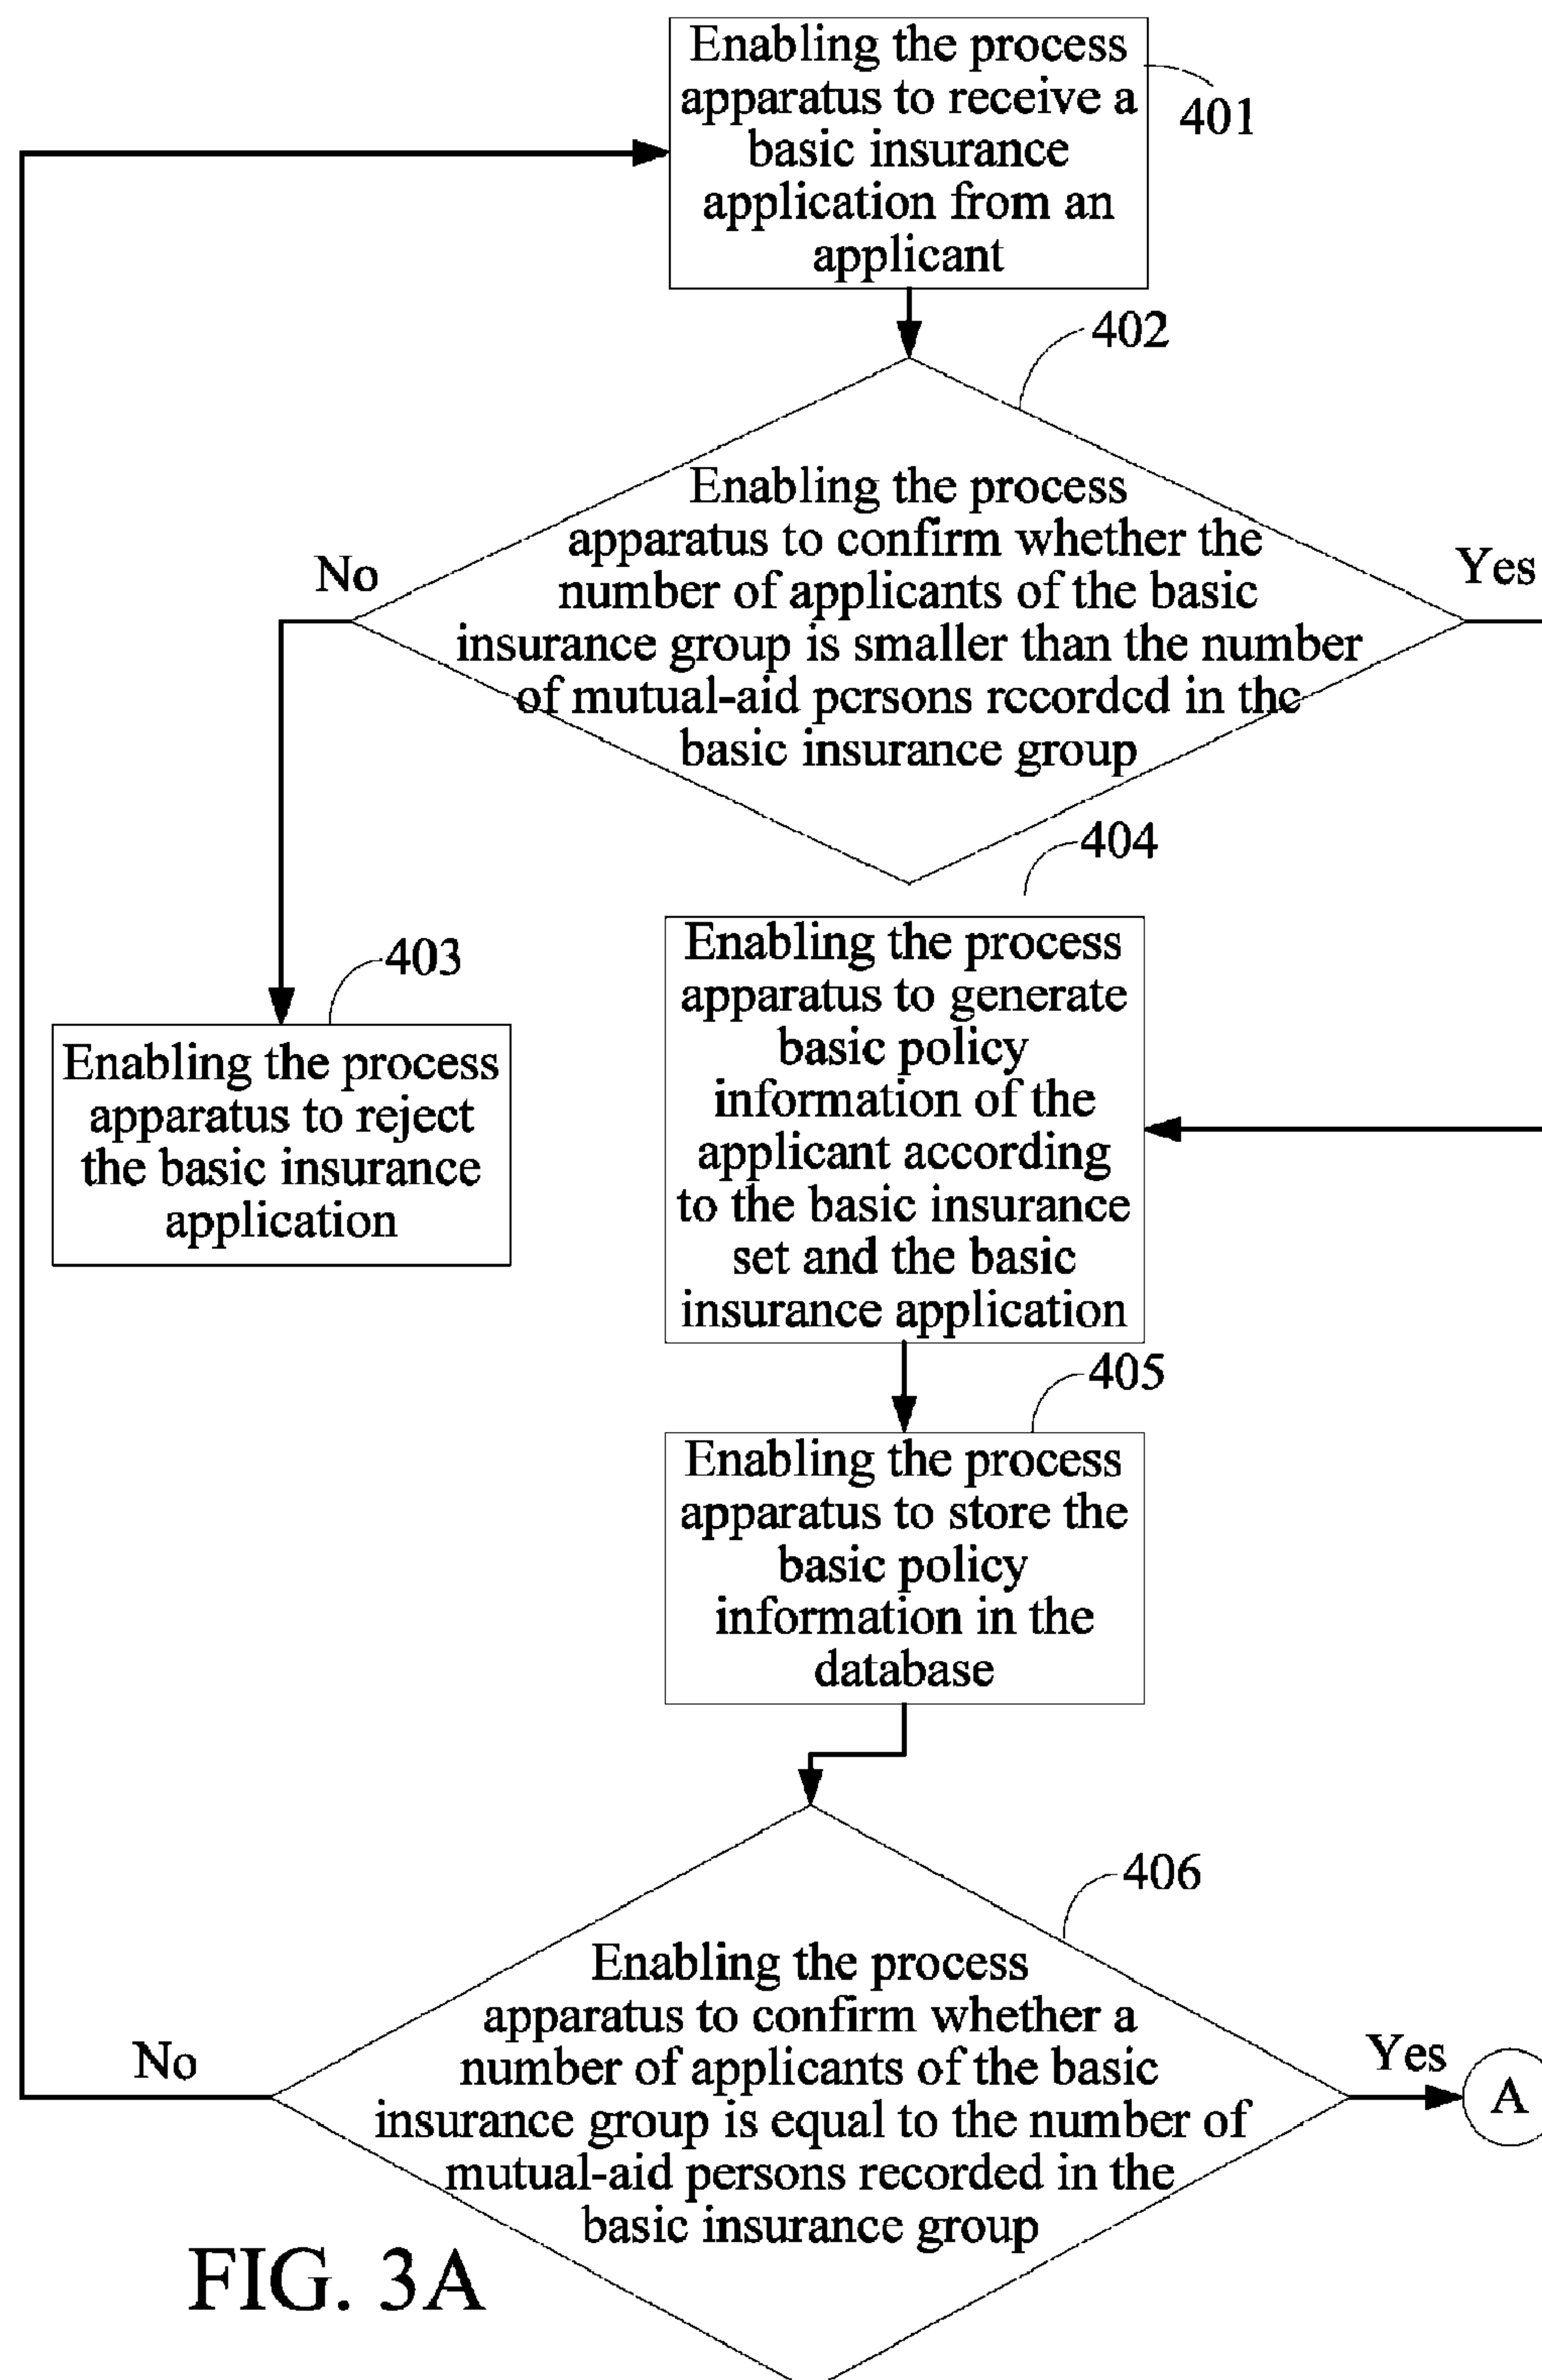 Enabling the process
apparatus to receive a
basic insurance
application from an
applicant
401
402
Enabling the process
apparatus to confirm whether the
number of applicants of the basic
insurance group is smaller than the number
of mutual-aid persons recorded in the
basic insurance group
No
Yes
403
Enabling the process
apparatus to reject
the basic insurance
application
404
Enabling the process
apparatus to generate
basic policy
information of the
applicant according
to the basic insurance
set and the basic
insurance application
405
Enabling the process
apparatus to store the
basic policy
information in the
database
406
Enabling the process
apparatus to confirm whether a
number of applicants of the basic
insurance group is equal to the number of
mutual-aid persons recorded in the
basic insurance group
No
Yes
A
FIG. 3A